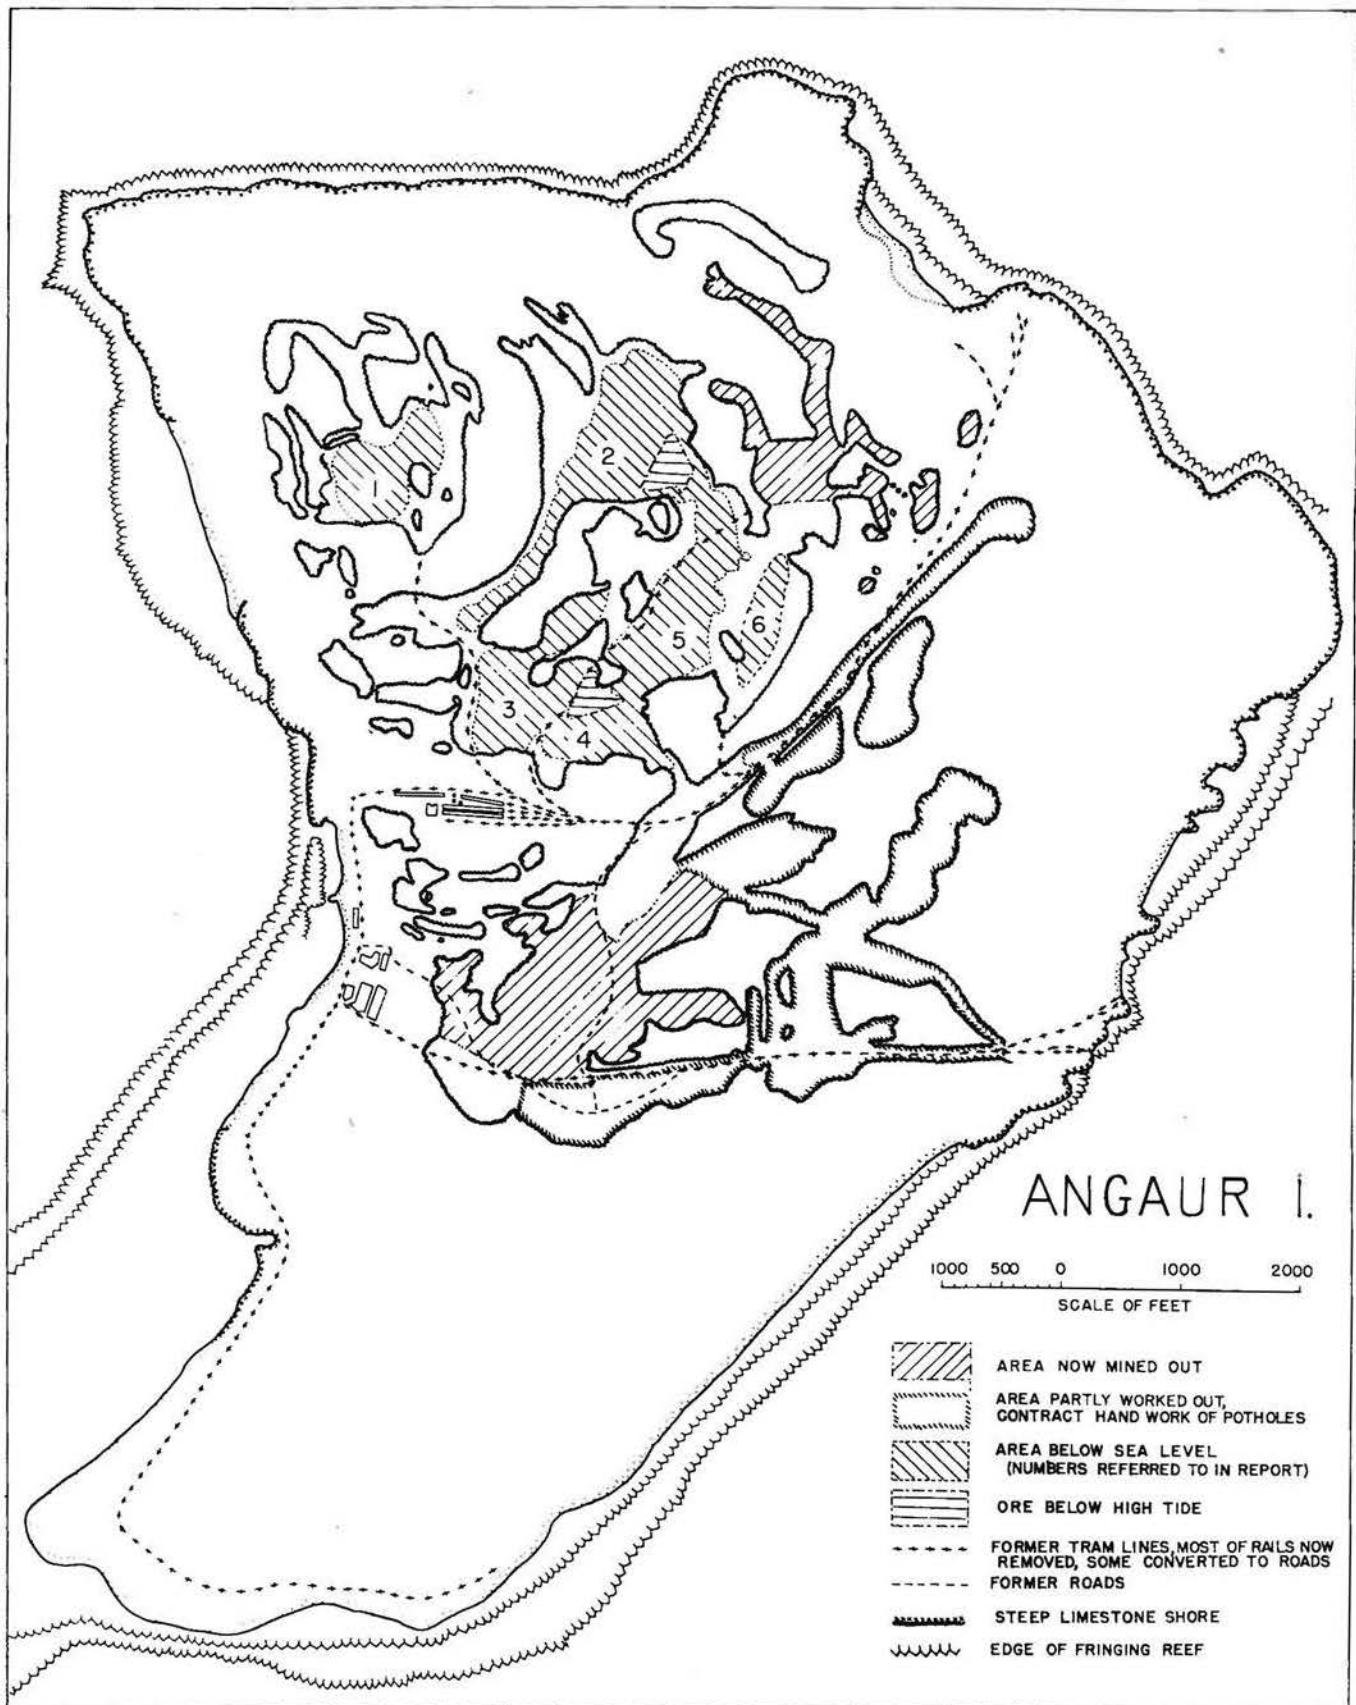 2
1
6
5
3
4
ANGAUR I.
1000 500 0 1000 2000
SCALE OF FEET
AREA NOW MINED OUT
AREA PARTLY WORKED OUT,
CONTRACT HAND WORK OF POTHOLES
AREA BELOW SEA LEVEL
(NUMBERS REFERRED TO IN REPORT)
ORE BELOW HIGH TIDE
FORMER TRAM LINES, MOST OF RAILS NOW
REMOVED, SOME CONVERTED TO ROADS
FORMER ROADS
STEEP LIMESTONE SHORE
EDGE OF FRINGING REEF